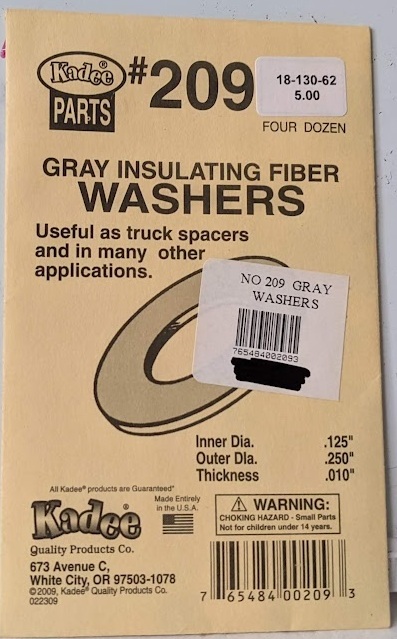 Kadee®
PARTS
#209
18-130-62
5.00
FOUR DOZEN
GRAY INSULATING FIBER
WASHERS
Useful as truck spacers
and in many other
applications.
NO 209 GRAY
WASHERS
765484002093
Inner Dia. .125"
Outer DIa. .250"
Thickness .010"
All Kadee® products are Guaranteed"
Made Entirely
in the U.S.A.
Kadee®
Quality Products Co.
673 Avenue C,
White City, OR 97503-1078
©2009, Kadee® Quality Products Co.
022309
WARNING:
CHOKING HAZARD - Small Parts
Not for children under 14 years.
7 65484 00209 3